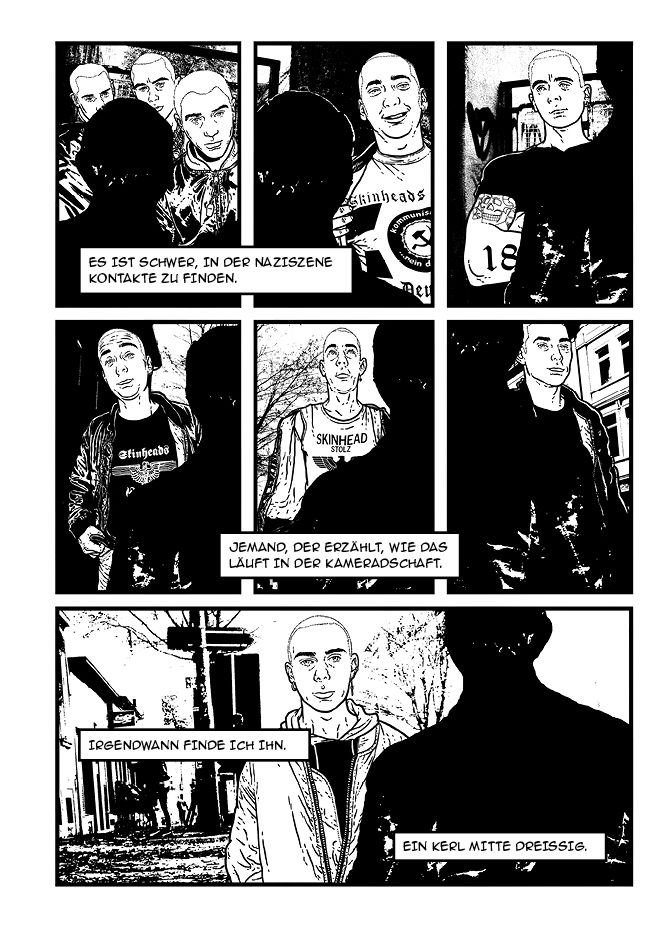 ES IST SCHWER, IN DER NAZISZENE
KONTAKTE ZU FINDEN.
Skinheads
Kommunis
18
Skinheads
SKINHEAD
STOLZ
JEMAND, DER ERZÄHLT, WIE DAS
LÄUFT IN DER KAMERADSCHAFT.
IRGENDWANN FINDE ICH IHN.
EIN KERL MITTE DREISSIG.